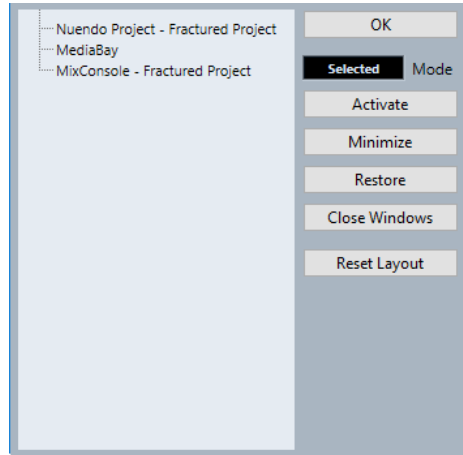 Nuendo Project - Fractured Project
MediaBay
MixConsole - Fractured Project
OK
Selected Mode
Activate
Minimize
Restore
Close Windows
Reset Layout